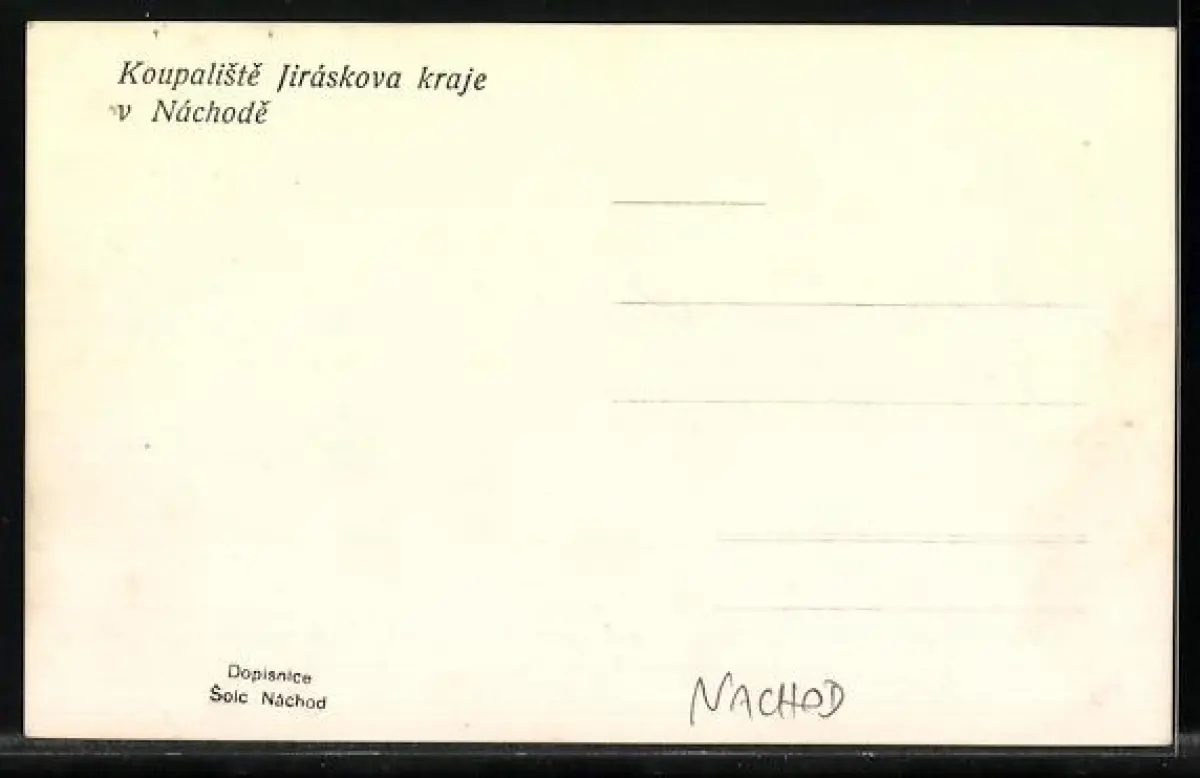 Koupaliště Jiráskova kraje
v Náchodě
Dopisnice
Šolc Náchod
NACHOD